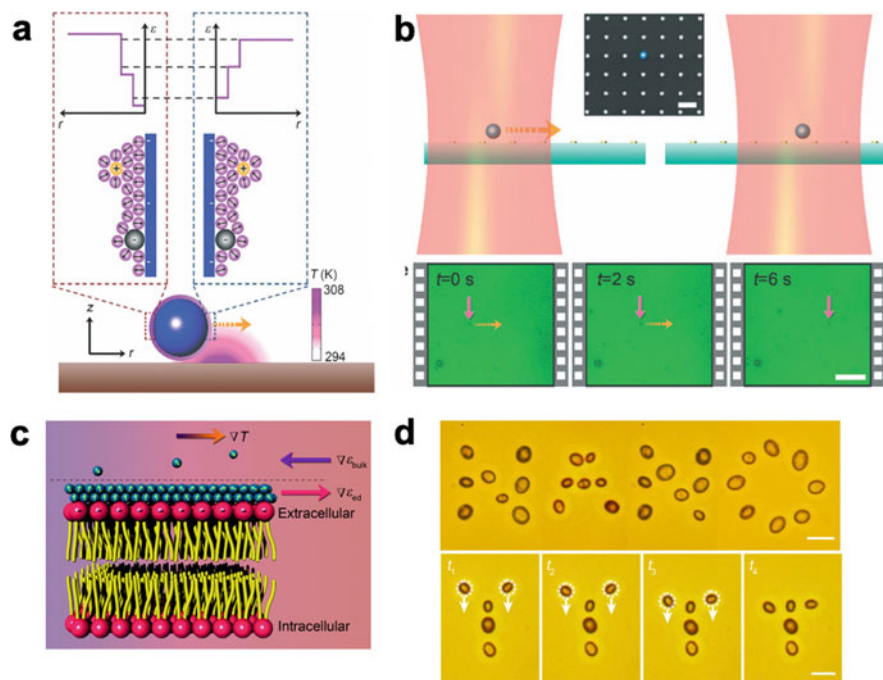 a
ε
ε
r
r
T (K)
308
294
z
r
b
e
t=0 s
t=2 s
t=6 s
c
∇T
∇ε_bulk
∇ε_ed
Extracellular
Intracellular
d
t₁
t₂
t₃
t₄